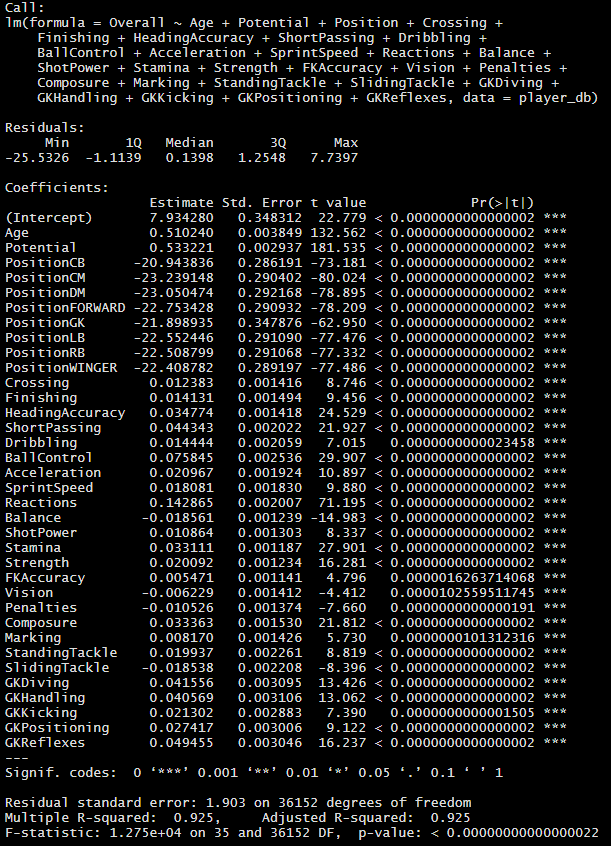 Call:
lm(formula = Overall ~ Age + Potential + Position + Crossing +
    Finishing + HeadingAccuracy + ShortPassing + Dribbling +
    BallControl + Acceleration + SprintSpeed + Reactions + Balance +
    ShotPower + Stamina + Strength + FKAccuracy + Vision + Penalties +
    Composure + Marking + StandingTackle + SlidingTackle + GKDiving +
    GKHandling + GKKicking + GKPositioning + GKReflexes, data = player_db)
Residuals:
     Min       1Q   Median       3Q      Max
-25.5326  -1.1139   0.1398   1.2548   7.7397
Coefficients:
                  Estimate Std. Error t value             Pr(>|t|)
(Intercept)       7.934280   0.348312  22.779 < 0.0000000000000002 ***
Age               0.510240   0.003849 132.562 < 0.0000000000000002 ***
Potential         0.533221   0.002937 181.535 < 0.0000000000000002 ***
PositionCB      -20.943836   0.286191 -73.181 < 0.0000000000000002 ***
PositionCM      -23.239148   0.290402 -80.024 < 0.0000000000000002 ***
PositionDM      -23.050474   0.292168 -78.895 < 0.0000000000000002 ***
PositionFORWARD -22.753428   0.290932 -78.209 < 0.0000000000000002 ***
PositionGK      -21.898935   0.347876 -62.950 < 0.0000000000000002 ***
PositionLB      -22.552446   0.291090 -77.476 < 0.0000000000000002 ***
PositionRB      -22.508799   0.291068 -77.332 < 0.0000000000000002 ***
PositionWINGER  -22.408782   0.289197 -77.486 < 0.0000000000000002 ***
Crossing          0.012383   0.001416   8.746 < 0.0000000000000002 ***
Finishing         0.014131   0.001494   9.456 < 0.0000000000000002 ***
HeadingAccuracy   0.034774   0.001418  24.529 < 0.0000000000000002 ***
ShortPassing      0.044343   0.002022  21.927 < 0.0000000000000002 ***
Dribbling         0.014444   0.002059   7.015   0.0000000000023458 ***
BallControl       0.075845   0.002536  29.907 < 0.0000000000000002 ***
Acceleration      0.020967   0.001924  10.897 < 0.0000000000000002 ***
SprintSpeed       0.018081   0.001830   9.880 < 0.0000000000000002 ***
Reactions         0.142865   0.002007  71.195 < 0.0000000000000002 ***
Balance          -0.018561   0.001239 -14.983 < 0.0000000000000002 ***
ShotPower         0.010864   0.001303   8.337 < 0.0000000000000002 ***
Stamina           0.033111   0.001187  27.901 < 0.0000000000000002 ***
Strength          0.020092   0.001234  16.281 < 0.0000000000000002 ***
FKAccuracy        0.005471   0.001141   4.796   0.0000016263714068 ***
Vision           -0.006229   0.001412  -4.412   0.0000102559511745 ***
Penalties        -0.010526   0.001374  -7.660   0.0000000000000191 ***
Composure         0.033363   0.001530  21.812 < 0.0000000000000002 ***
Marking           0.008170   0.001426   5.730   0.0000000101312316 ***
StandingTackle    0.019937   0.002261   8.819 < 0.0000000000000002 ***
SlidingTackle    -0.018538   0.002208  -8.396 < 0.0000000000000002 ***
GKDiving          0.041556   0.003095  13.426 < 0.0000000000000002 ***
GKHandling        0.040569   0.003106  13.062 < 0.0000000000000002 ***
GKKicking         0.021302   0.002883   7.390   0.0000000000001505 ***
GKPositioning     0.027417   0.003006   9.122 < 0.0000000000000002 ***
GKReflexes        0.049455   0.003046  16.237 < 0.0000000000000002 ***
---
Signif. codes:  0 ‘***’ 0.001 ‘**’ 0.01 ‘*’ 0.05 ‘.’ 0.1 ‘ ’ 1
Residual standard error: 1.903 on 36152 degrees of freedom
Multiple R-squared:  0.925,     Adjusted R-squared:  0.925
F-statistic: 1.275e+04 on 35 and 36152 DF,  p-value: < 0.00000000000000022